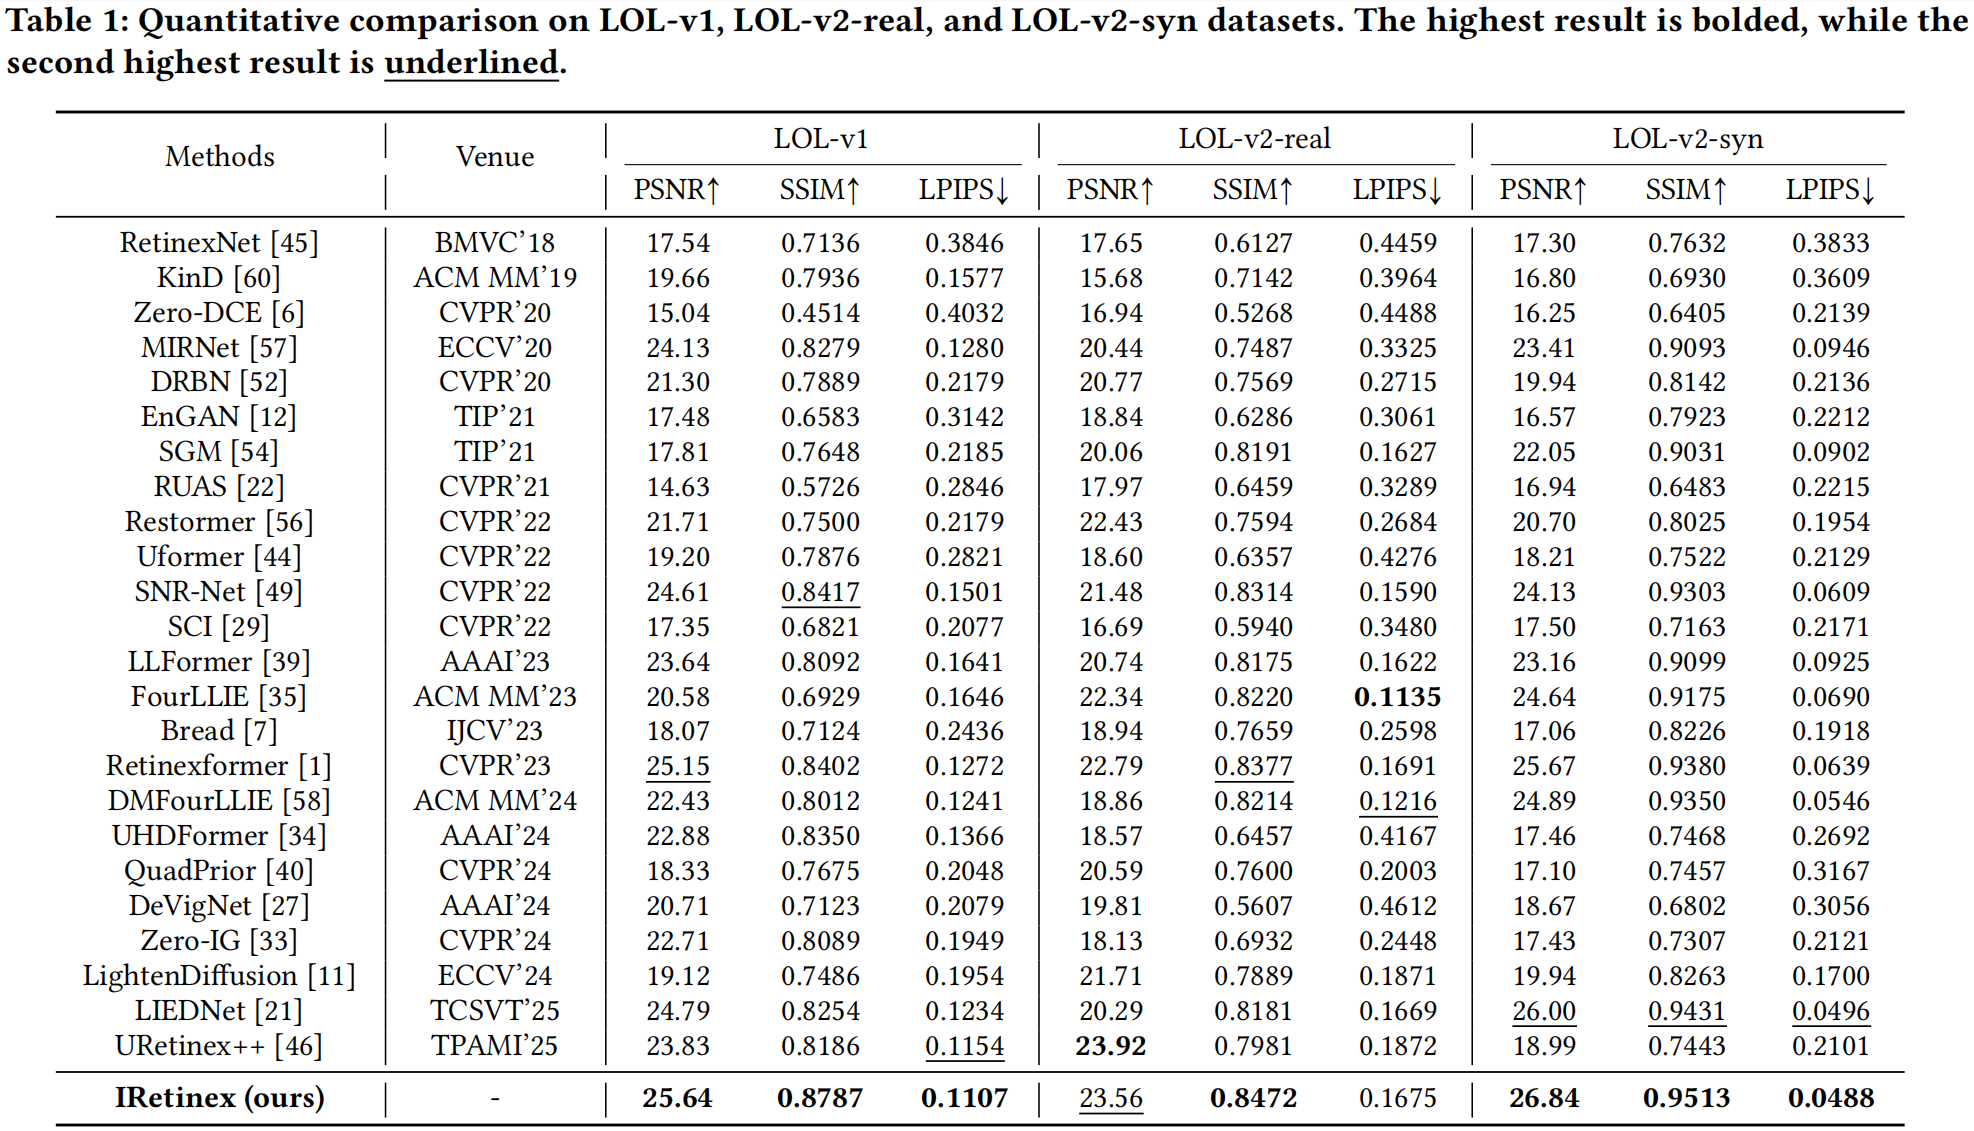 Table 1: Quantitative comparison on LOL-v1, LOL-v2-real, and LOL-v2-syn datasets. The highest result is bolded, while the
second highest result is underlined.
Methods Venue LOL-v1 LOL-v2-real LOL-v2-syn
PSNR↑ SSIM↑ LPIPS↓ PSNR↑ SSIM↑ LPIPS↓ PSNR↑ SSIM↑ LPIPS↓
RetinexNet [45] BMVC’18 17.54 0.7136 0.3846 17.65 0.6127 0.4459 17.30 0.7632 0.3833
KinD [60] ACM MM’19 19.66 0.7936 0.1577 15.68 0.7142 0.3964 16.80 0.6930 0.3609
Zero-DCE [6] CVPR’20 15.04 0.4514 0.4032 16.94 0.5268 0.4488 16.25 0.6405 0.2139
MIRNet [57] ECCV’20 24.13 0.8279 0.1280 20.44 0.7487 0.3325 23.41 0.9093 0.0946
DRBN [52] CVPR’20 21.30 0.7889 0.2179 20.77 0.7569 0.2715 19.94 0.8142 0.2136
EnGAN [12] TIP’21 17.48 0.6583 0.3142 18.84 0.6286 0.3061 16.57 0.7923 0.2212
SGM [54] TIP’21 17.81 0.7648 0.2185 20.06 0.8191 0.1627 22.05 0.9031 0.0902
RUAS [22] CVPR’21 14.63 0.5726 0.2846 17.97 0.6459 0.3289 16.94 0.6483 0.2215
Restormer [56] CVPR’22 21.71 0.7500 0.2179 22.43 0.7594 0.2684 20.70 0.8025 0.1954
Uformer [44] CVPR’22 19.20 0.7876 0.2821 18.60 0.6357 0.4276 18.21 0.7522 0.2129
SNR-Net [49] CVPR’22 24.61 0.8417 0.1501 21.48 0.8314 0.1590 24.13 0.9303 0.0609
SCI [29] CVPR’22 17.35 0.6821 0.2077 16.69 0.5940 0.3480 17.50 0.7163 0.2171
LLFormer [39] AAAI’23 23.64 0.8092 0.1641 20.74 0.8175 0.1622 23.16 0.9099 0.0925
FourLLIE [35] ACM MM’23 20.58 0.6929 0.1646 22.34 0.8220 0.1135 24.64 0.9175 0.0690
Bread [7] IJCV’23 18.07 0.7124 0.2436 18.94 0.7659 0.2598 17.06 0.8226 0.1918
Retinexformer [1] CVPR’23 25.15 0.8402 0.1272 22.79 0.8377 0.1691 25.67 0.9380 0.0639
DMFourLLIE [58] ACM MM’24 22.43 0.8012 0.1241 18.86 0.8214 0.1216 24.89 0.9350 0.0546
UHDFormer [34] AAAI’24 22.88 0.8350 0.1366 18.57 0.6457 0.4167 17.46 0.7468 0.2692
QuadPrior [40] CVPR’24 18.33 0.7675 0.2048 20.59 0.7600 0.2003 17.10 0.7457 0.3167
DeVigNet [27] AAAI’24 20.71 0.7123 0.2079 19.81 0.5607 0.4612 18.67 0.6802 0.3056
Zero-IG [33] CVPR’24 22.71 0.8089 0.1949 18.13 0.6932 0.2448 17.43 0.7307 0.2121
LightenDiffusion [11] ECCV’24 19.12 0.7486 0.1954 21.71 0.7889 0.1871 19.94 0.8263 0.1700
LIEDNet [21] TCSVT’25 24.79 0.8254 0.1234 20.29 0.8181 0.1669 26.00 0.9431 0.0496
URetinex++ [46] TPAMI’25 23.83 0.8186 0.1154 23.92 0.7981 0.1872 18.99 0.7443 0.2101
IRetinex (ours) - 25.64 0.8787 0.1107 23.56 0.8472 0.1675 26.84 0.9513 0.0488